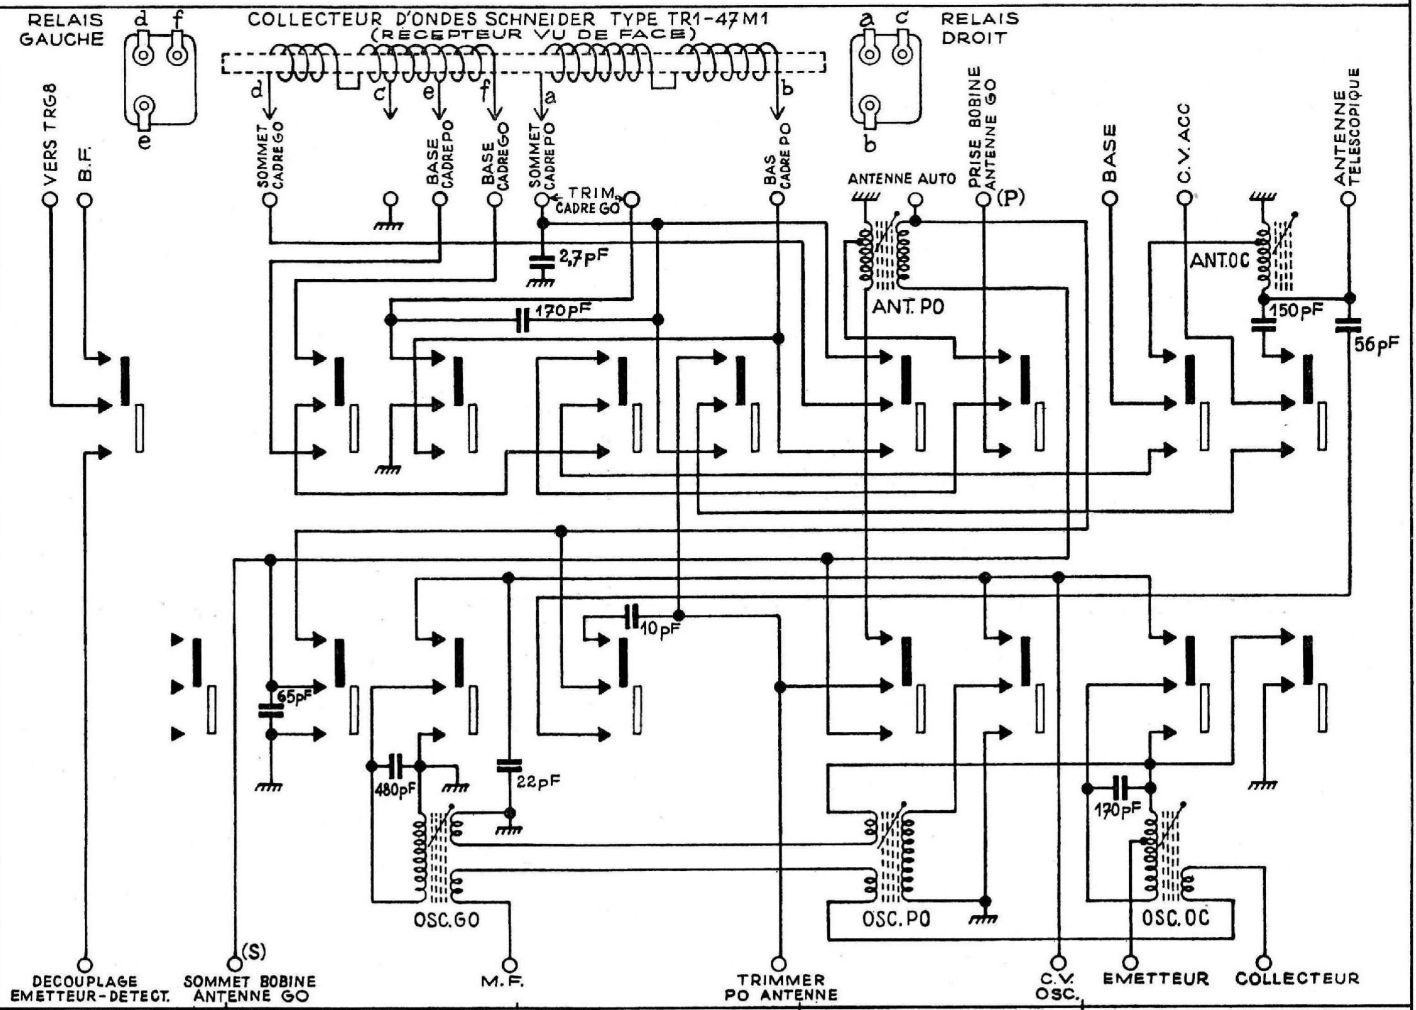 RELAIS
GAUCHE
d f
e
COLLECTEUR D'ONDES SCHNEIDER TYPE TR1-47M1
(RECEPTEUR VU DE FACE)
a c
b
RELAIS
DROIT
d c e f a b
VERS TRG8
B.F.
SOMMET
CADRE GO
BASE
CADRE PO
BASE
CADRE GO
SOMMET
CADRE PO
TRIM.
CADRE GO
BAS
CADRE PO
ANTENNE AUTO
PRISE BOBINE
ANTENNE GO
(P)
BASE
C.V. ACC
ANTENNE
TELESCOPIQUE
2,7pF
170pF
ANT. PO
ANT.OC
150pF
56pF
65pF
10pF
480pF
22pF
170pF
OSC.GO
OSC.PO
OSC.OC
(S)
DECOUPLAGE
EMETTEUR-DETECT.
SOMMET BOBINE
ANTENNE GO
M.F.
TRIMMER
PO ANTENNE
C.V.
OSC.
EMETTEUR
COLLECTEUR